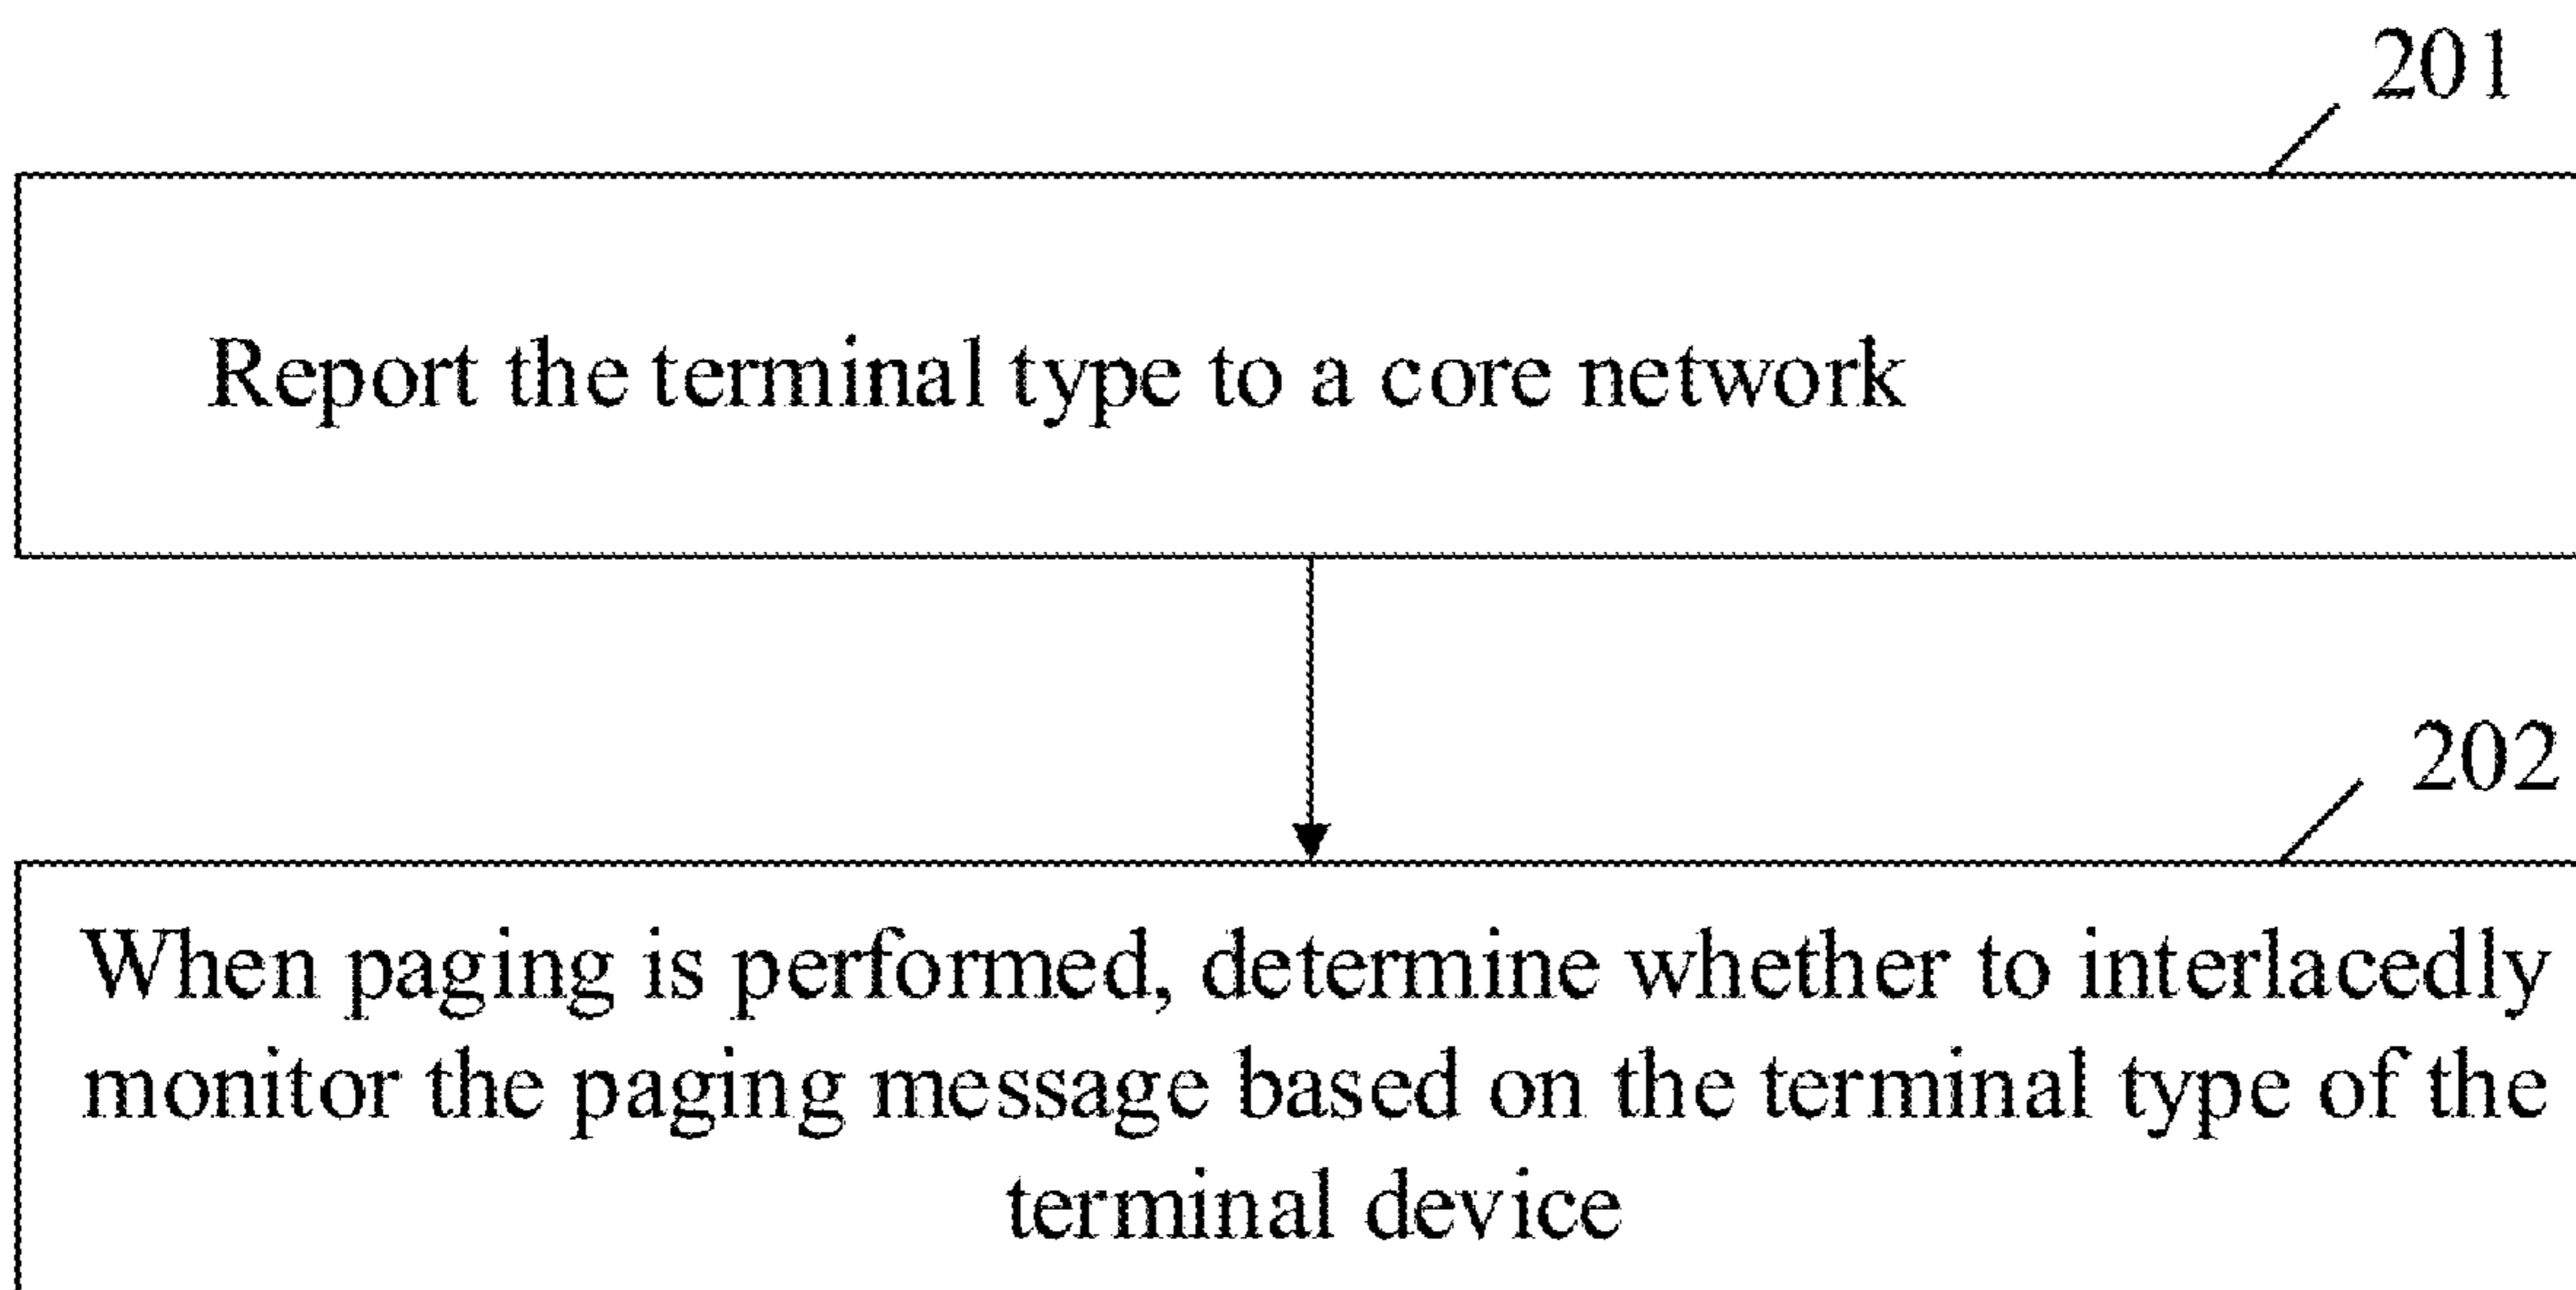 201
Report the terminal type to a core network
202
When paging is performed, determine whether to interlacedly
monitor the paging message based on the terminal type of the
terminal device